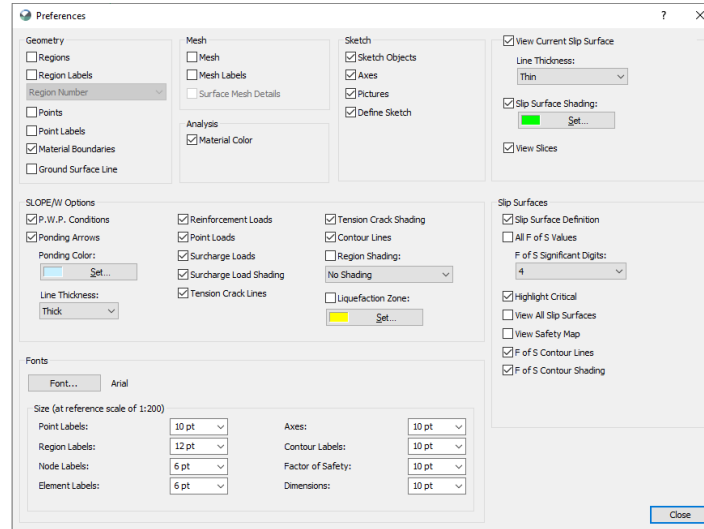 Preferences
?
Geometry
Regions
Region Labels
Region Number
Points
Point Labels
Material Boundaries
Ground Surface Line
Mesh
Mesh
Mesh Labels
Surface Mesh Details
Analysis
Material Color
Sketch
Sketch Objects
Axes
Pictures
Define Sketch
View Current Slip Surface
Line Thickness:
Thin
Slip Surface Shading:
Set...
View Slices
SLOPE/W Options
P.W.P. Conditions
Ponding Arrows
Ponding Color:
Set...
Line Thickness:
Thick
Reinforcement Loads
Point Loads
Surcharge Loads
Surcharge Load Shading
Tension Crack Lines
Tension Crack Shading
Contour Lines
Region Shading:
No Shading
Liquefaction Zone:
Set...
Slip Surfaces
Slip Surface Definition
All F of S Values
F of S Significant Digits:
4
Highlight Critical
View All Slip Surfaces
View Safety Map
F of S Contour Lines
F of S Contour Shading
Fonts
Font... Arial
Size (at reference scale of 1:200)
Point Labels: 10 pt
Region Labels: 12 pt
Node Labels: 6 pt
Element Labels: 6 pt
Axes: 10 pt
Contour Labels: 10 pt
Factor of Safety: 10 pt
Dimensions: 10 pt
Close